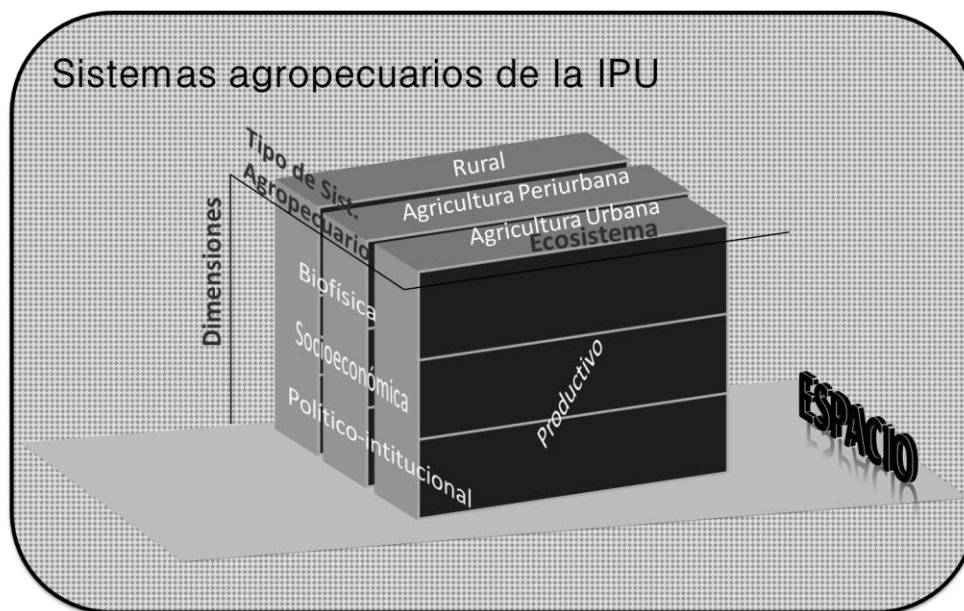 Sistemas agropecuarios de la IPU
Tipo de Sist.
Agropecuario
Rural
Agricultura Periurbana
Agricultura Urbana
Ecosistema
Dimensiones
Biofísica
Socioeconómica
Político-intitucional
Productivo
ESPACIO